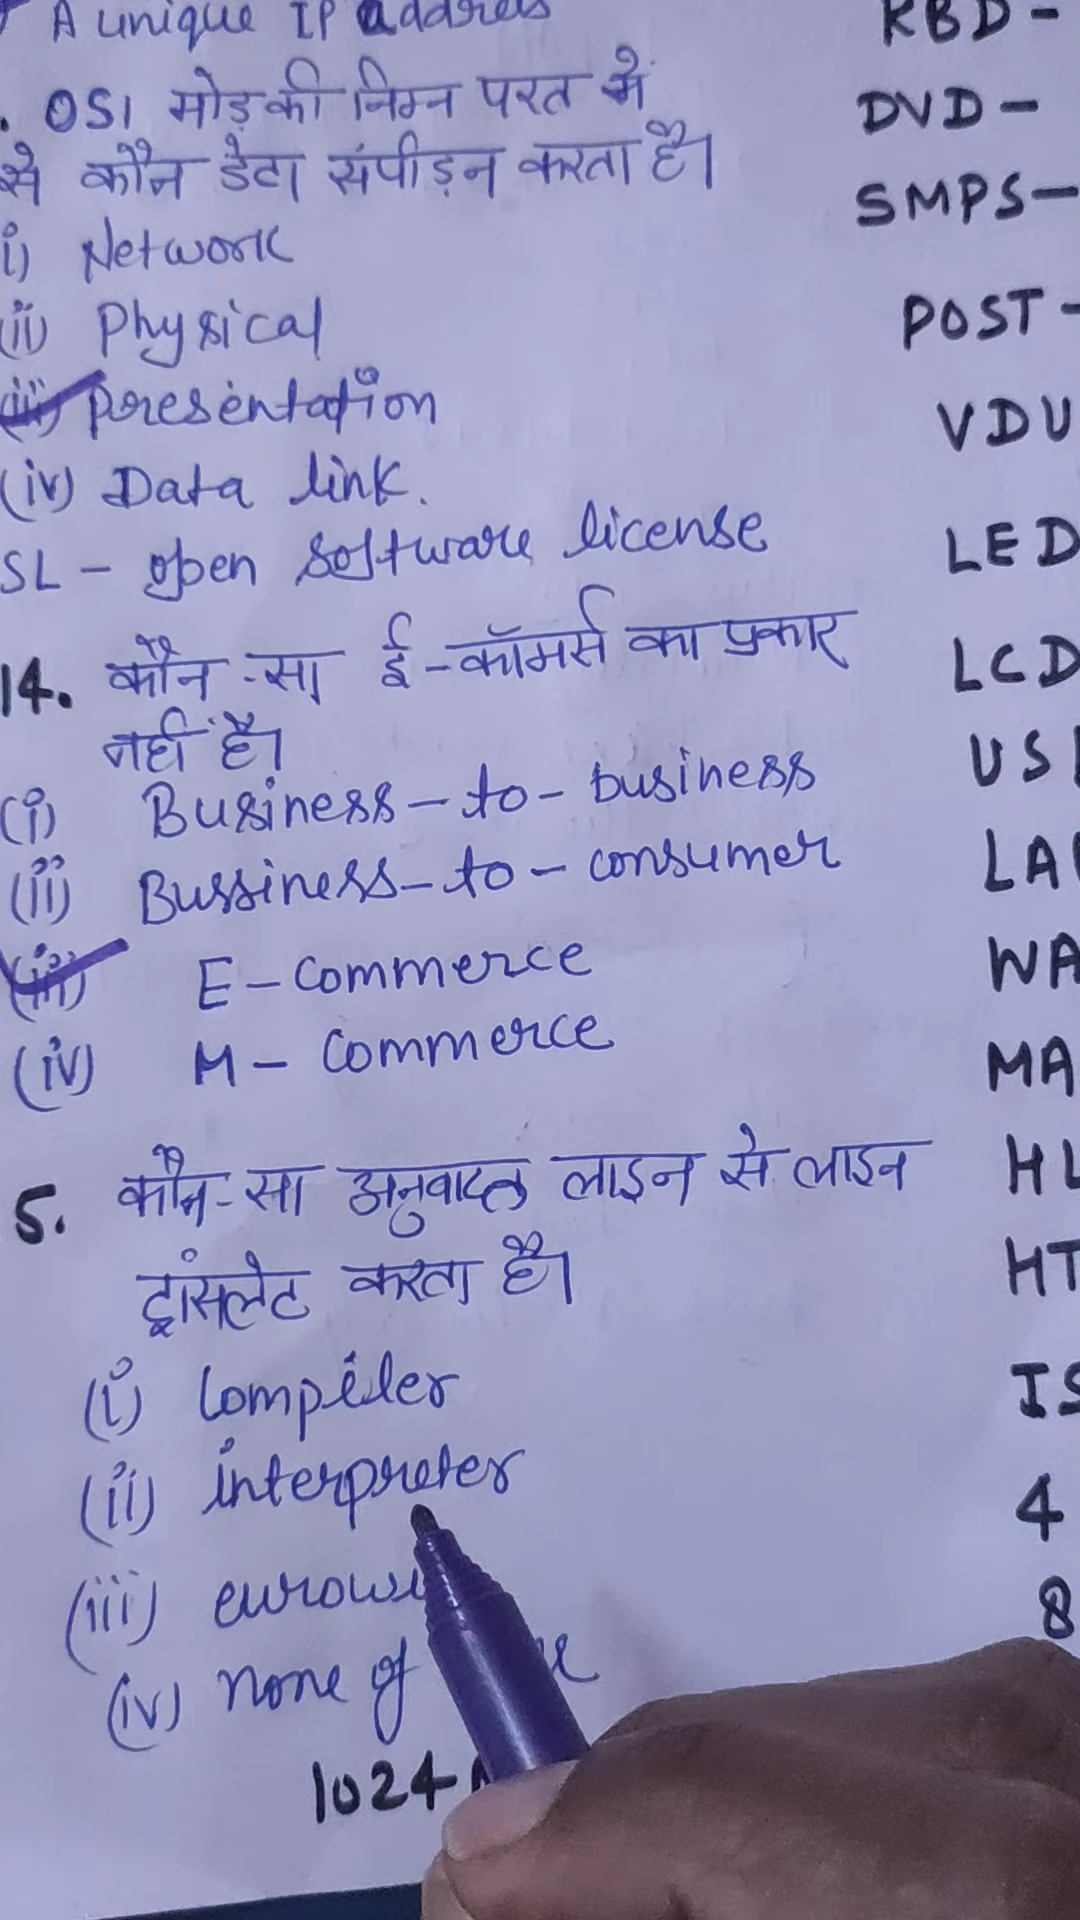 A unique IP address
OSI मोड़ की निम्न परत में
से कौन डेटा संपीड़न करता है।
i) Network
(ii) Physical
(iii) Presentation
(iv) Data link.
SL - open software license
14. कौन-सा ई-कॉमर्स का प्रकार
नहीं है।
(i) Business-to-business
(ii) Bussiness-to-consumer
(iii) E-Commerce
(iv) M-Commerce
5. कौन-सा अनुवादक लाइन से लाइन
ट्रांसलेट करता है।
(i) Compiler
(ii) interpreter
(iii)
(iv) none of
1024
KBD -
DVD -
SMPS -
POST -
VDU
LED
LCD
US
LA
WA
MA
HL
HT
IS
4
8